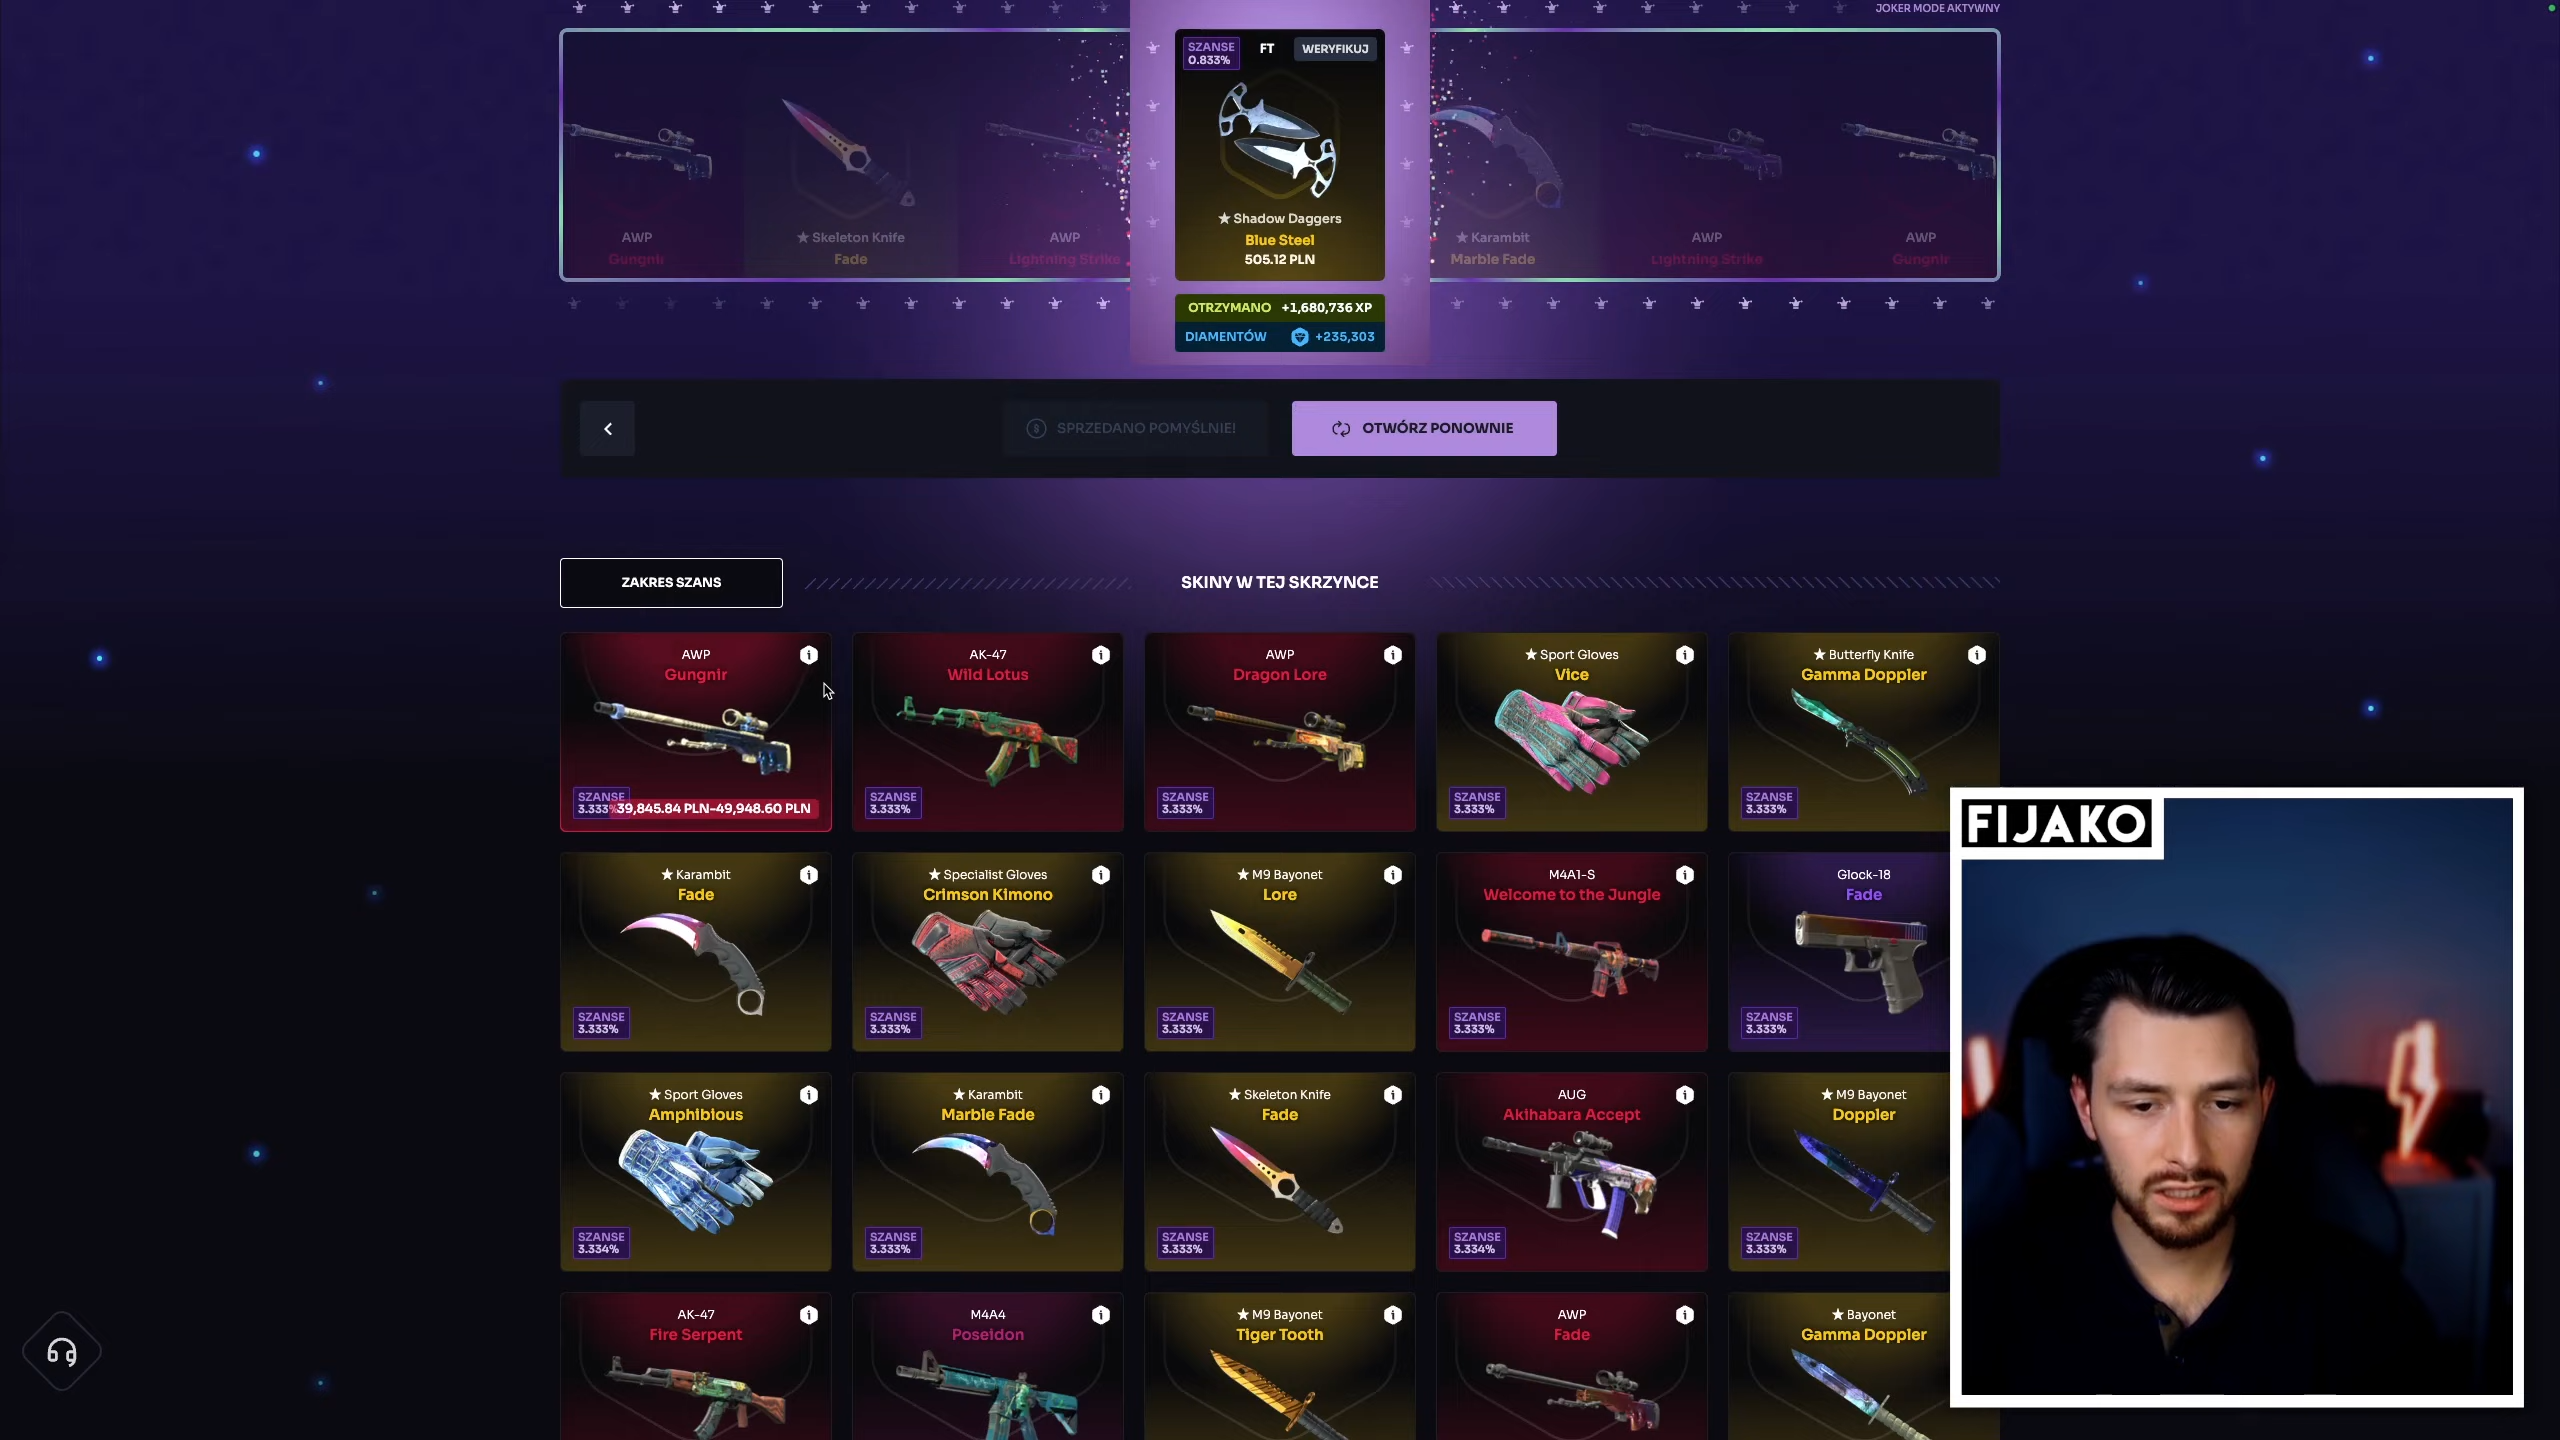 JOKER MODE AKTYWNY
SZANSE
0.833%
FT
WERYFIKUJ
AWP
Gungnir
★ Skeleton Knife
Fade
AWP
Lightning Strike
★ Shadow Daggers
Blue Steel
505.12 PLN
★ Karambit
Marble Fade
AWP
Lightning Strike
AWP
Gungnir
OTRZYMANO +1,680,736 XP
DIAMENTÓW +235,303
SPRZEDANO POMYŚLNIE!
OTWÓRZ PONOWNIE
ZAKRES SZANS
SKINY W TEJ SKRZYNCE
AWP
Gungnir
SZANSE
3.333%
39,845.84 PLN-49,948.60 PLN
AK-47
Wild Lotus
SZANSE
3.333%
AWP
Dragon Lore
SZANSE
3.333%
★ Sport Gloves
Vice
SZANSE
3.333%
★ Butterfly Knife
Gamma Doppler
SZANSE
3.333%
★ Karambit
Fade
SZANSE
3.333%
★ Specialist Gloves
Crimson Kimono
SZANSE
3.333%
★ M9 Bayonet
Lore
SZANSE
3.333%
M4A1-S
Welcome to the Jungle
SZANSE
3.333%
Glock-18
Fade
SZANSE
3.333%
FIJAKO
★ Sport Gloves
Amphibious
SZANSE
3.334%
★ Karambit
Marble Fade
SZANSE
3.333%
★ Skeleton Knife
Fade
SZANSE
3.333%
AUG
Akihabara Accept
SZANSE
3.334%
★ M9 Bayonet
Doppler
SZANSE
3.333%
AK-47
Fire Serpent
M4A4
Poseidon
★ M9 Bayonet
Tiger Tooth
AWP
Fade
★ Bayonet
Gamma Doppler